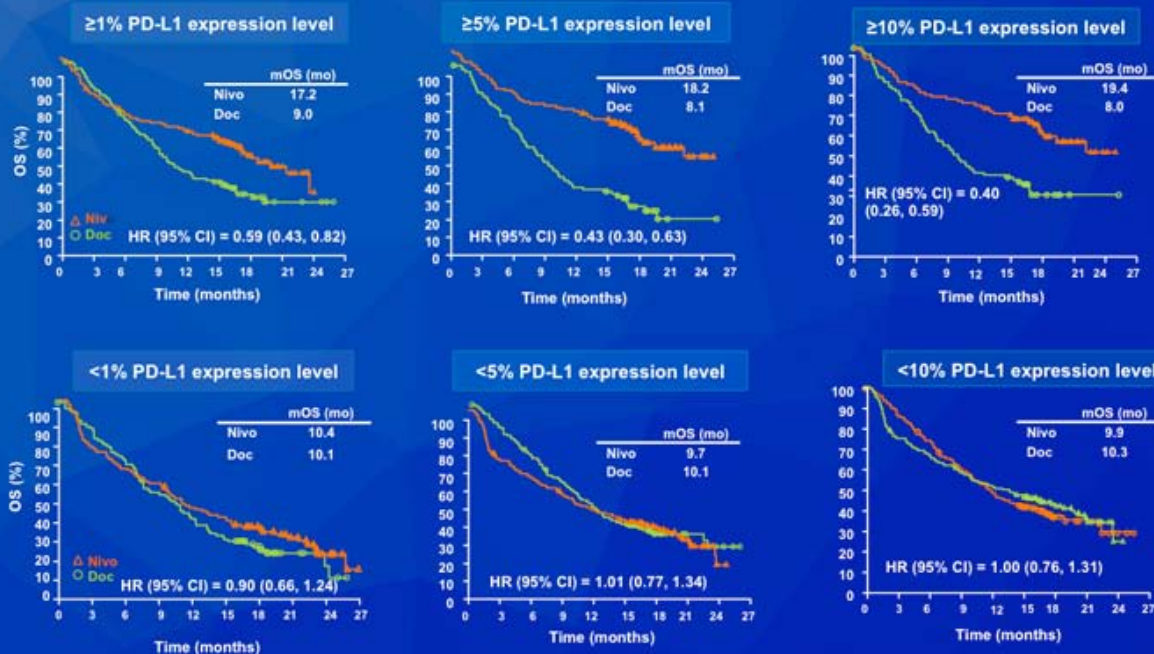 ≥1% PD-L1 expression level
mOS (mo)
Nivo 17.2
Doc 9.0
OS (%)
100
90
80
70
60
50
40
30
20
10
0
Niv
Doc
HR (95% CI) = 0.59 (0.43, 0.82)
0 3 6 9 12 15 18 21 24 27
Time (months)
≥5% PD-L1 expression level
mOS (mo)
Nivo 18.2
Doc 8.1
100
90
80
70
60
50
40
30
20
10
0
HR (95% CI) = 0.43 (0.30, 0.63)
0 3 6 9 12 15 18 21 24 27
Time (months)
≥10% PD-L1 expression level
mOS (mo)
Nivo 19.4
Doc 8.0
100
90
80
70
60
50
40
30
20
10
0
HR (95% CI) = 0.40
(0.26, 0.59)
0 3 6 9 12 15 18 21 24 27
Time (months)
<1% PD-L1 expression level
mOS (mo)
Nivo 10.4
Doc 10.1
OS (%)
100
90
80
70
60
50
40
30
20
10
0
Nivo
Doc
HR (95% CI) = 0.90 (0.66, 1.24)
0 3 6 9 12 15 18 21 24 27
Time (months)
<5% PD-L1 expression level
mOS (mo)
Nivo 9.7
Doc 10.1
100
90
80
70
60
50
40
30
20
10
0
HR (95% CI) = 1.01 (0.77, 1.34)
0 3 6 9 12 15 18 21 24 27
Time (months)
<10% PD-L1 expression level
mOS (mo)
Nivo 9.9
Doc 10.3
100
90
80
70
60
50
40
30
20
10
0
HR (95% CI) = 1.00 (0.76, 1.31)
0 3 6 9 12 15 18 21 24 27
Time (months)